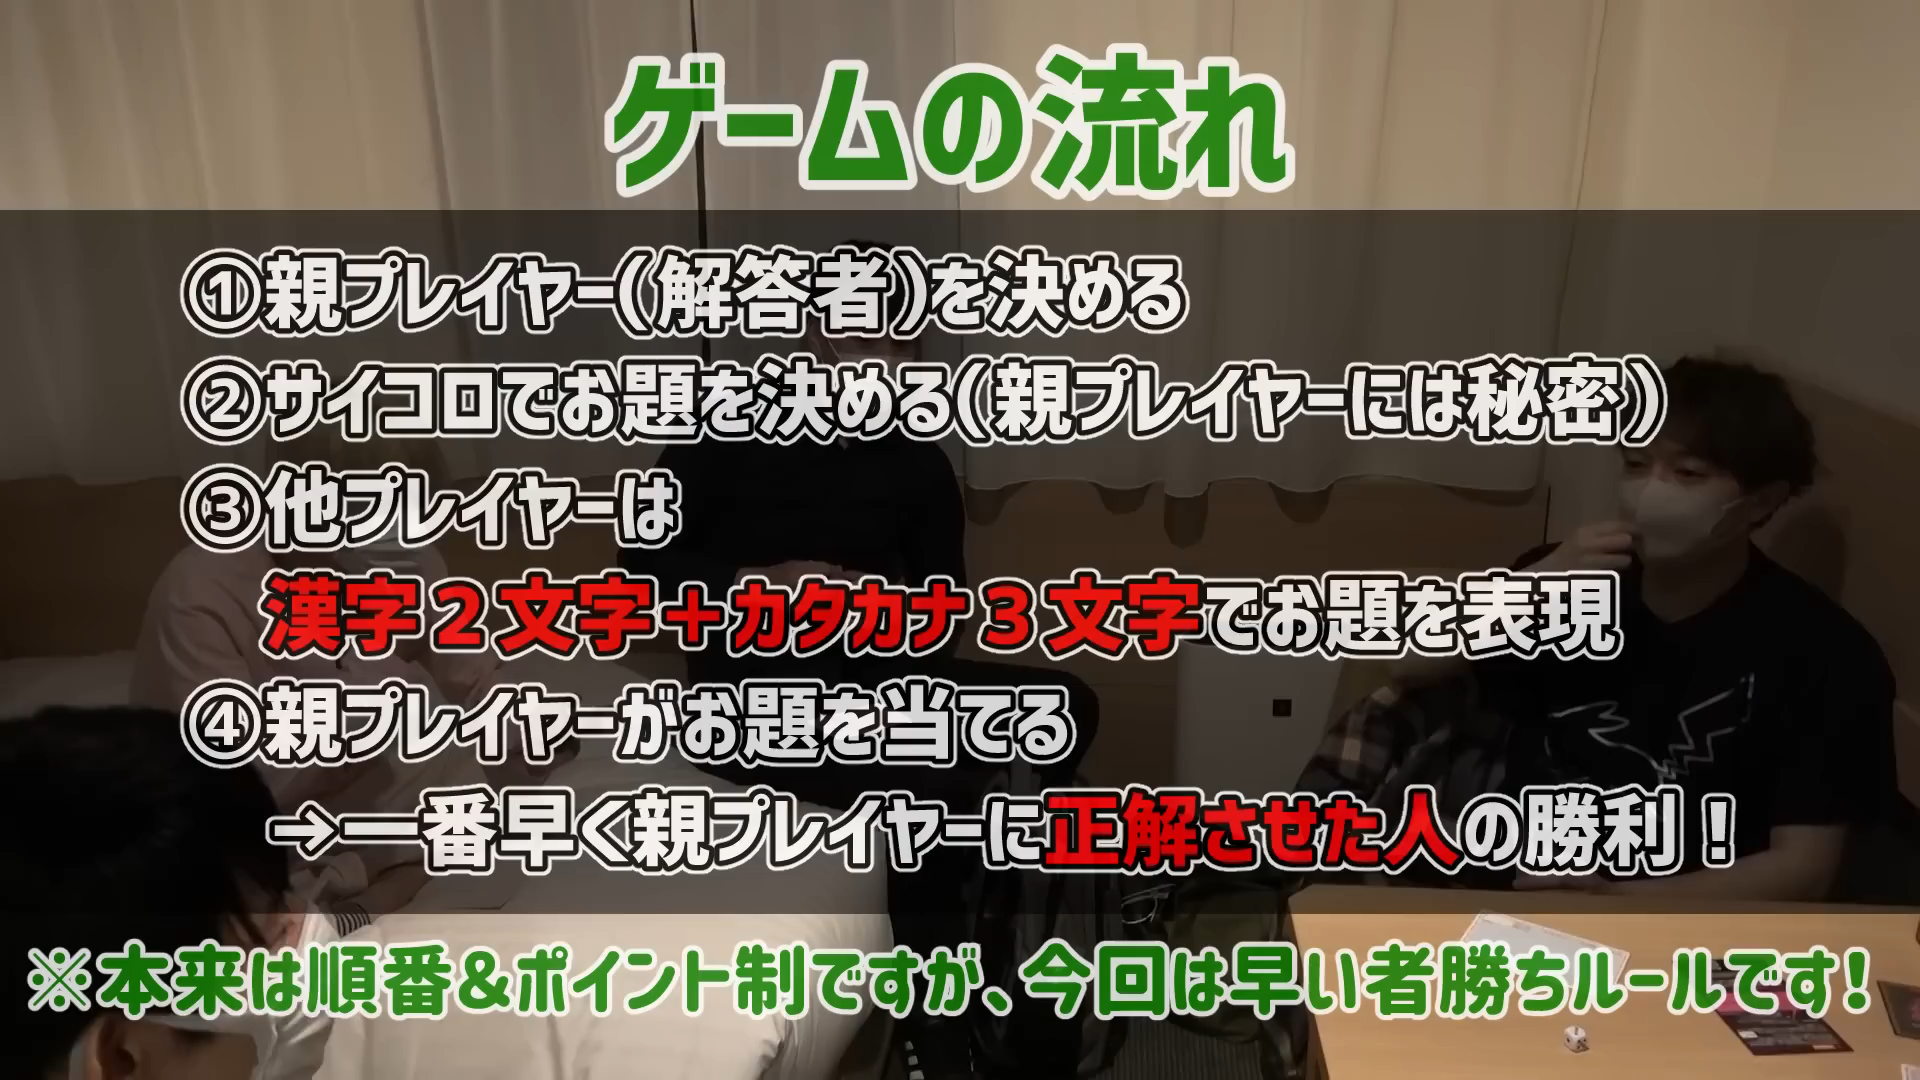 ゲームの流れ
①親プレイヤー(解答者)を決める
②サイコロでお題を決める(親プレイヤーには秘密)
③他プレイヤーは
漢字２文字＋カタカナ３文字でお題を表現
④親プレイヤーがお題を当てる
→一番早く親プレイヤーに正解させた人の勝利！
※本来は順番&ポイント制ですが、今回は早い者勝ちルールです!